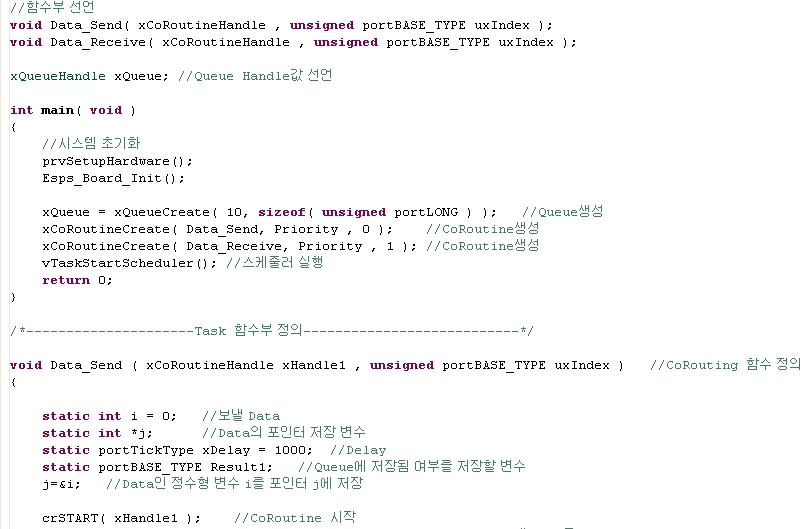 //함수부 선언
void Data_Send( xCoRoutineHandle , unsigned portBASE_TYPE uxIndex );
void Data_Receive( xCoRoutineHandle , unsigned portBASE_TYPE uxIndex );
xQueueHandle xQueue; //Queue Handle값 선언
int main( void )
{
//시스템 초기화
prvSetupHardware();
Esps_Board_Init();
xQueue = xQueueCreate( 10, sizeof( unsigned portLONG ) ); //Queue생성
xCoRoutineCreate( Data_Send, Priority , 0 ); //CoRoutine생성
xCoRoutineCreate( Data_Receive, Priority , 1 ); //CoRoutine생성
vTaskStartScheduler(); //스케줄러 실행
return 0;
}
/*---------------------Task 함수부 정의---------------------------*/
void Data_Send ( xCoRoutineHandle xHandle1 , unsigned portBASE_TYPE uxIndex ) //CoRouting 함수 정의
{
static int i = 0; //보낼 Data
static int *j; //Data의 포인터 저장 변수
static portTickType xDelay = 1000; //Delay
static portBASE_TYPE Result1; //Queue에 저장됨 여부를 저장할 변수
j=&i; //Data인 정수형 변수 i를 포인터 j에 저장
crSTART( xHandle1 ); //CoRoutine 시작